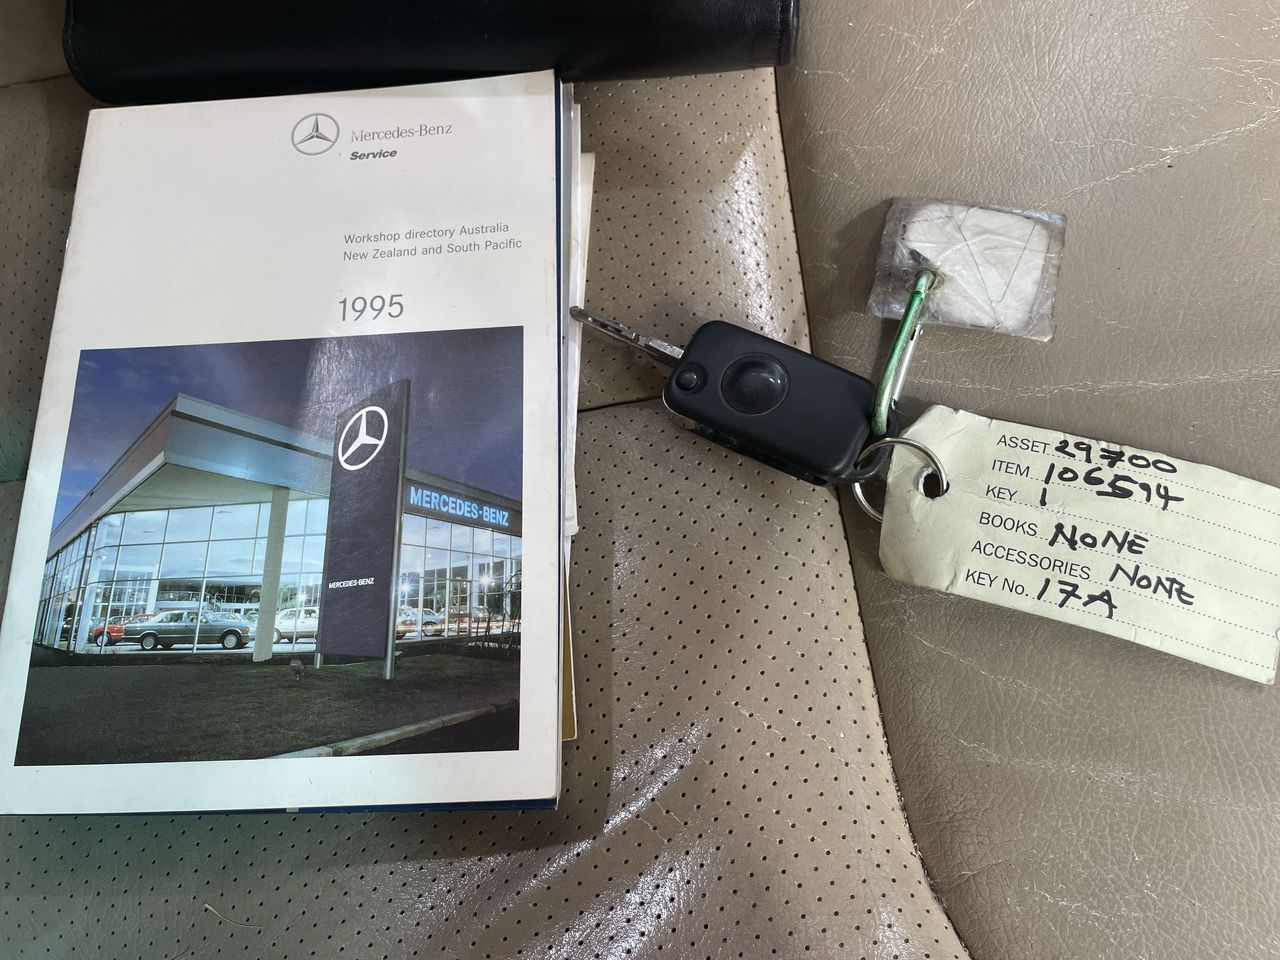 Mercedes-Benz
Service
Workshop directory Australia
New Zealand and South Pacific
1995
MERCEDES-BENZ
MERCEDES-BENZ
ASSET 29700
ITEM 106594
KEY 1
BOOKS NONE
ACCESSORIES NONE
KEY No. 17A